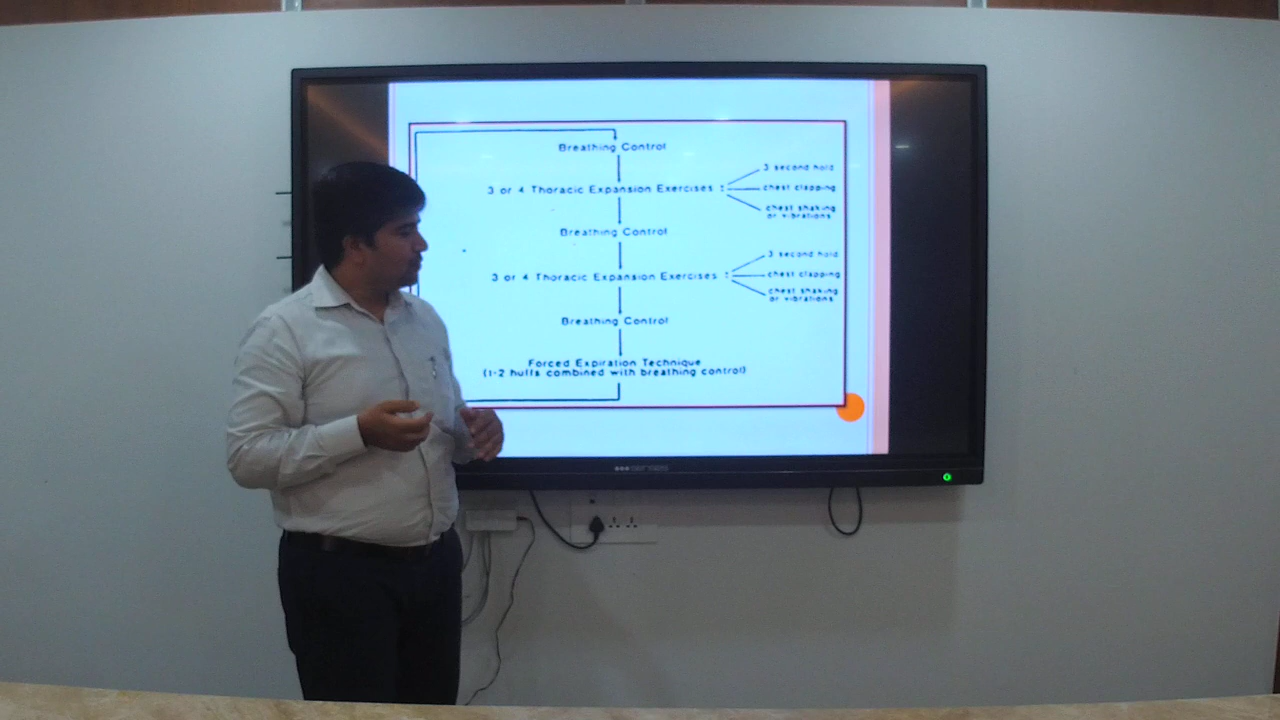 Breathing Control
3 or 4 Thoracic Expansion Exercises :
3 second hold
chest clapping
chest shaking
or vibrations
Breathing Control
3 or 4 Thoracic Expansion Exercises :
3 second hold
chest clapping
chest shaking
or vibrations
Breathing Control
Forced Expiration Technique
(1-2 huffs combined with breathing control)